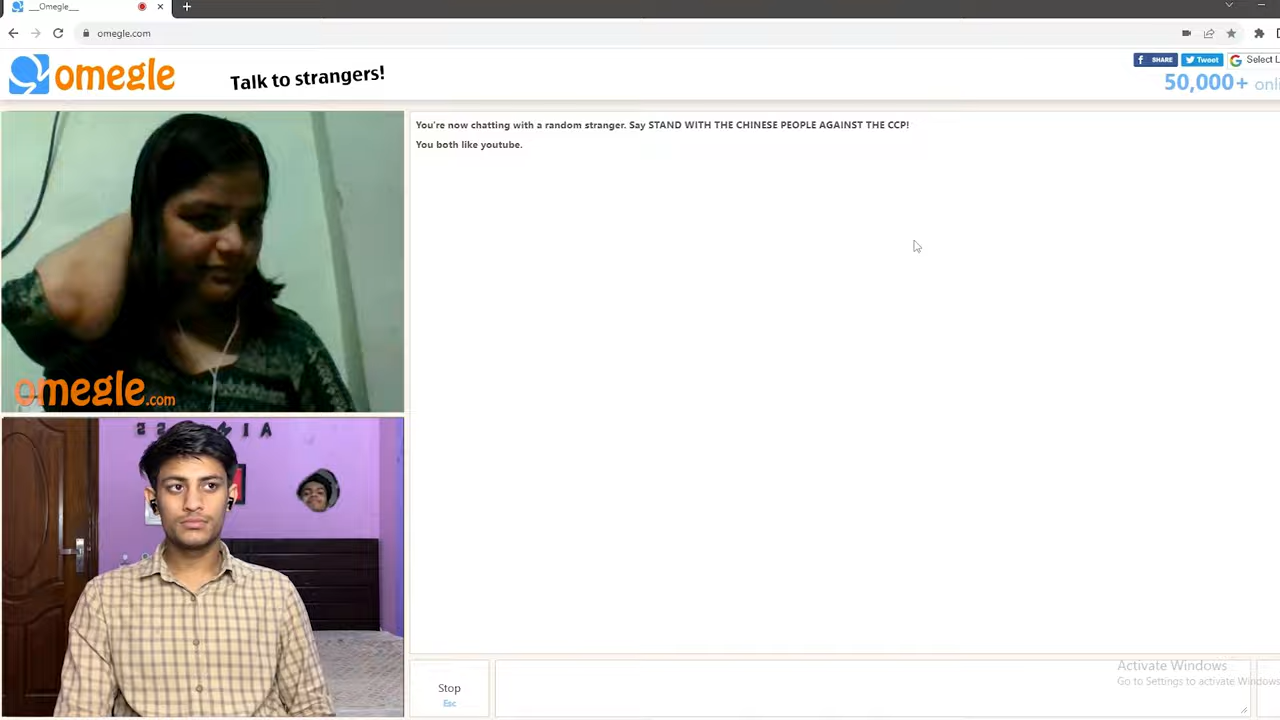 __Omegle__
omegle.com
omegle
Talk to strangers!
SHARE
Tweet
Select L
50,000+ onli
You're now chatting with a random stranger. Say STAND WITH THE CHINESE PEOPLE AGAINST THE CCP!
You both like youtube.
omegle.com
Stop
Esc
Activate Windows
Go to Settings to activate Windows